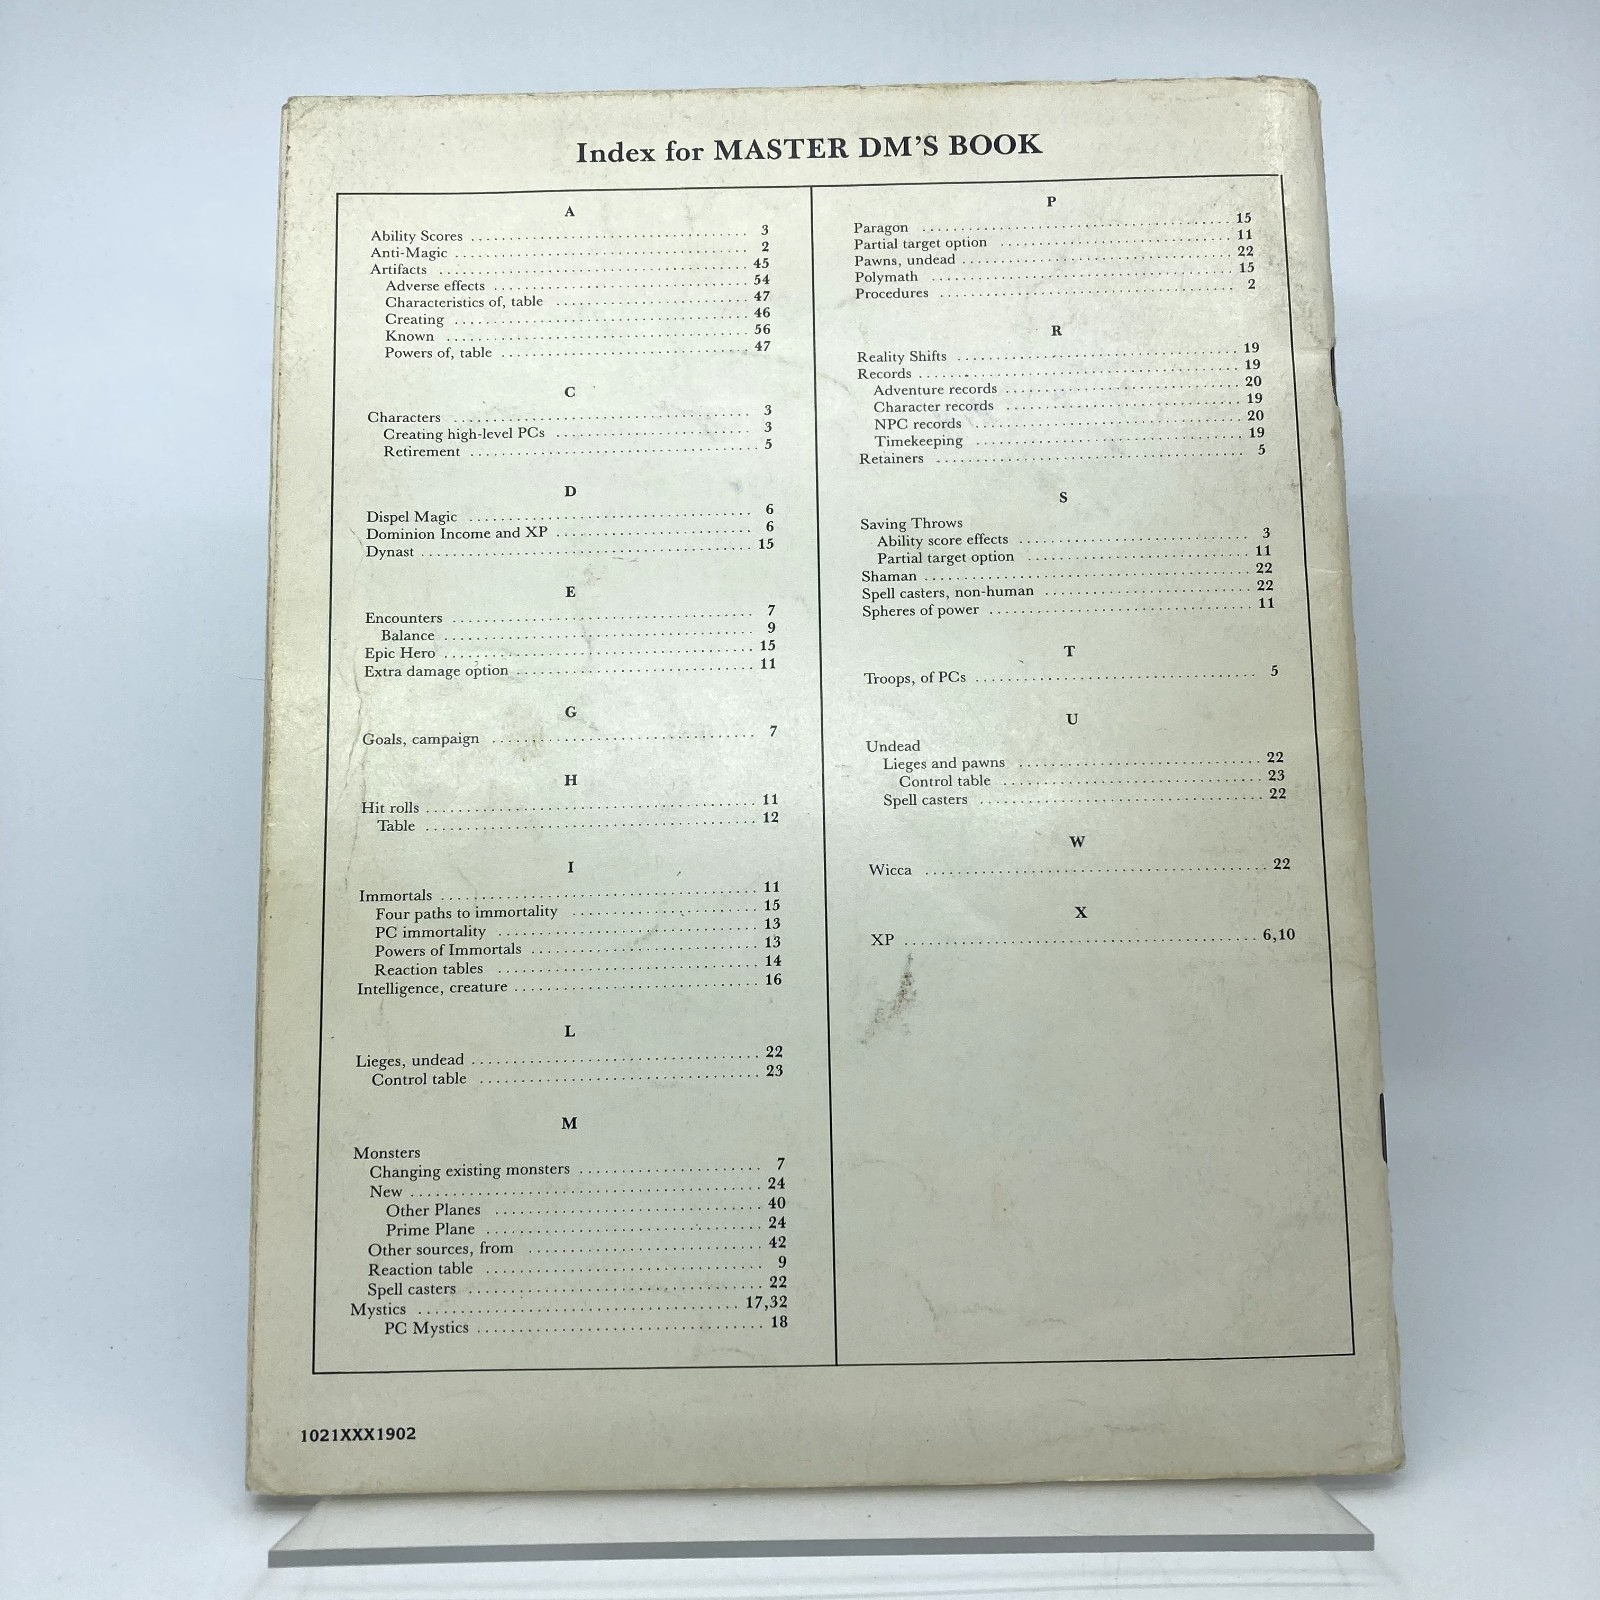 Index for MASTER DM'S BOOK
A
Ability Scores 3
Anti-Magic 2
Artifacts 45
Adverse effects 54
Characteristics of, table 47
Creating 46
Known 56
Powers of, table 47
C
Characters 3
Creating high-level PCs 3
Retirement 5
D
Dispel Magic 6
Dominion Income and XP 6
Dynast 15
E
Encounters 7
Balance 9
Epic Hero 15
Extra damage option 11
G
Goals, campaign 7
H
Hit rolls 11
Table 12
I
Immortals 11
Four paths to immortality 15
PC immortality 13
Powers of Immortals 13
Reaction tables 14
Intelligence, creature 16
L
Lieges, undead 22
Control table 23
M
Monsters
Changing existing monsters 7
New 24
Other Planes 40
Prime Plane 24
Other sources, from 42
Reaction table 9
Spell casters 22
Mystics 17,32
PC Mystics 18
P
Paragon 15
Partial target option 11
Pawns, undead 22
Polymath 15
Procedures 2
R
Reality Shifts 19
Records 19
Adventure records 20
Character records 19
NPC records 20
Timekeeping 19
Retainers 5
S
Saving Throws
Ability score effects 3
Partial target option 11
Shaman 22
Spell casters, non-human 22
Spheres of power 11
T
Troops, of PCs 5
U
Undead
Lieges and pawns 22
Control table 23
Spell casters 22
W
Wicca 22
X
XP 6,10
1021XXX1902